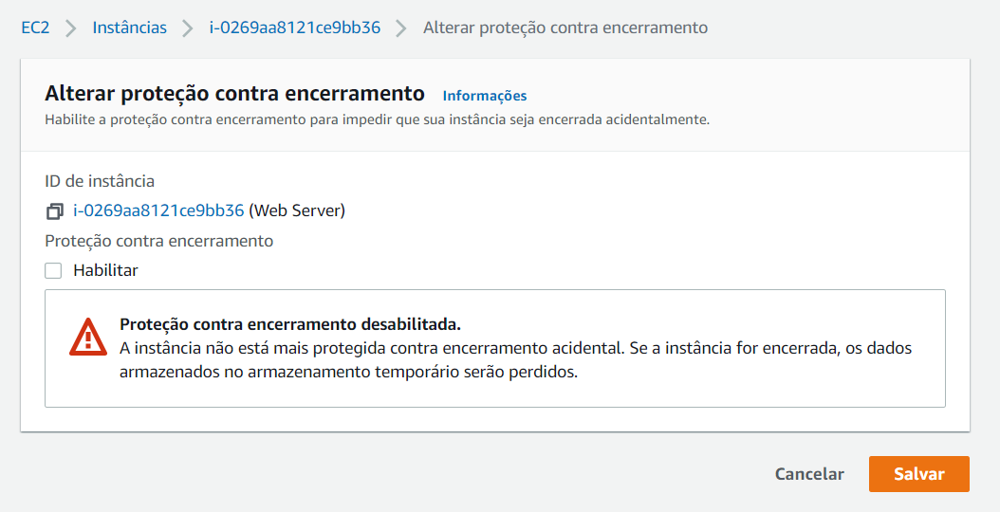 EC2 > Instâncias > i-0269aa8121ce9bb36 > Alterar proteção contra encerramento
Alterar proteção contra encerramento Informações
Habilite a proteção contra encerramento para impedir que sua instância seja encerrada acidentalmente.
ID de instância
i-0269aa8121ce9bb36 (Web Server)
Proteção contra encerramento
Habilitar
Proteção contra encerramento desabilitada.
A instância não está mais protegida contra encerramento acidental. Se a instância for encerrada, os dados
armazenados no armazenamento temporário serão perdidos.
Cancelar Salvar